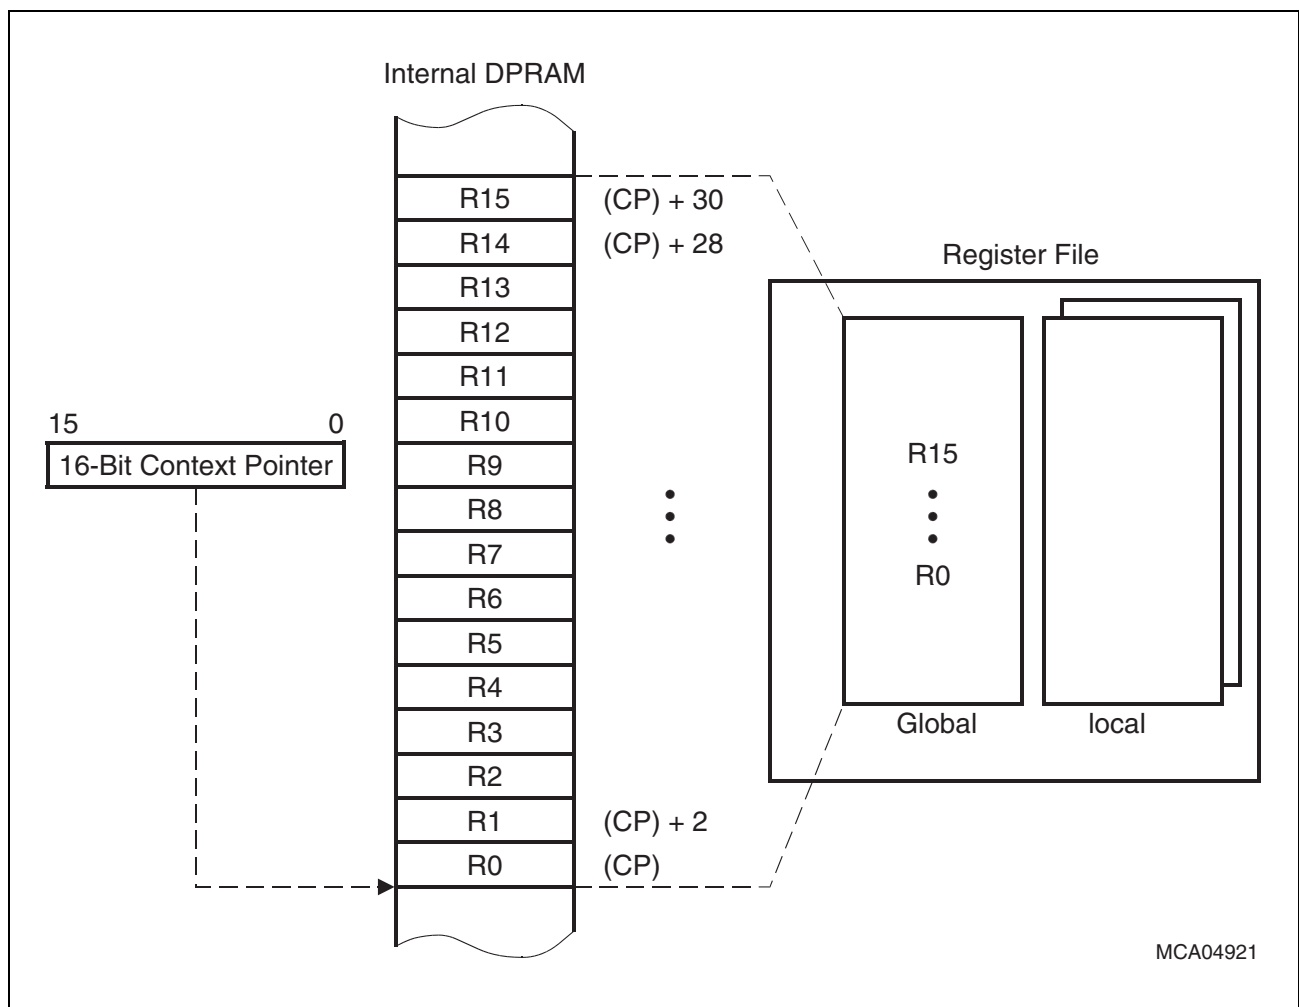 Internal DPRAM
R15 (CP) + 30
R14 (CP) + 28
R13
R12
R11
R10
R9
R8
R7
R6
R5
R4
R3
R2
R1 (CP) + 2
R0 (CP)
15 0
16-Bit Context Pointer
Register File
R15
R0
Global local
MCA04921